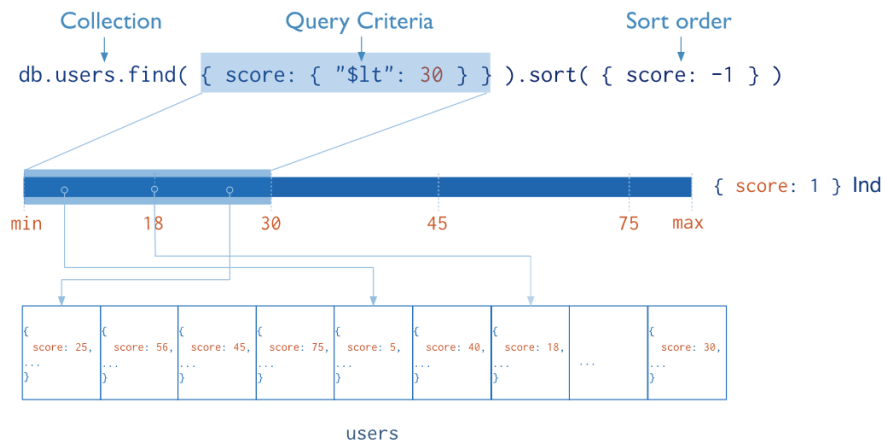 Collection Query Criteria Sort order
db.users.find( { score: { "$lt": 30 } } ).sort( { score: -1 } )
{ score: 1 } Ind
min 18 30 45 75 max
{ { { { { { { {
score: 25, score: 56, score: 45, score: 75, score: 5, score: 40, score: 18, score: 30,
... ... ... ... ... ... ... ... ...
} } } } } } } }
users